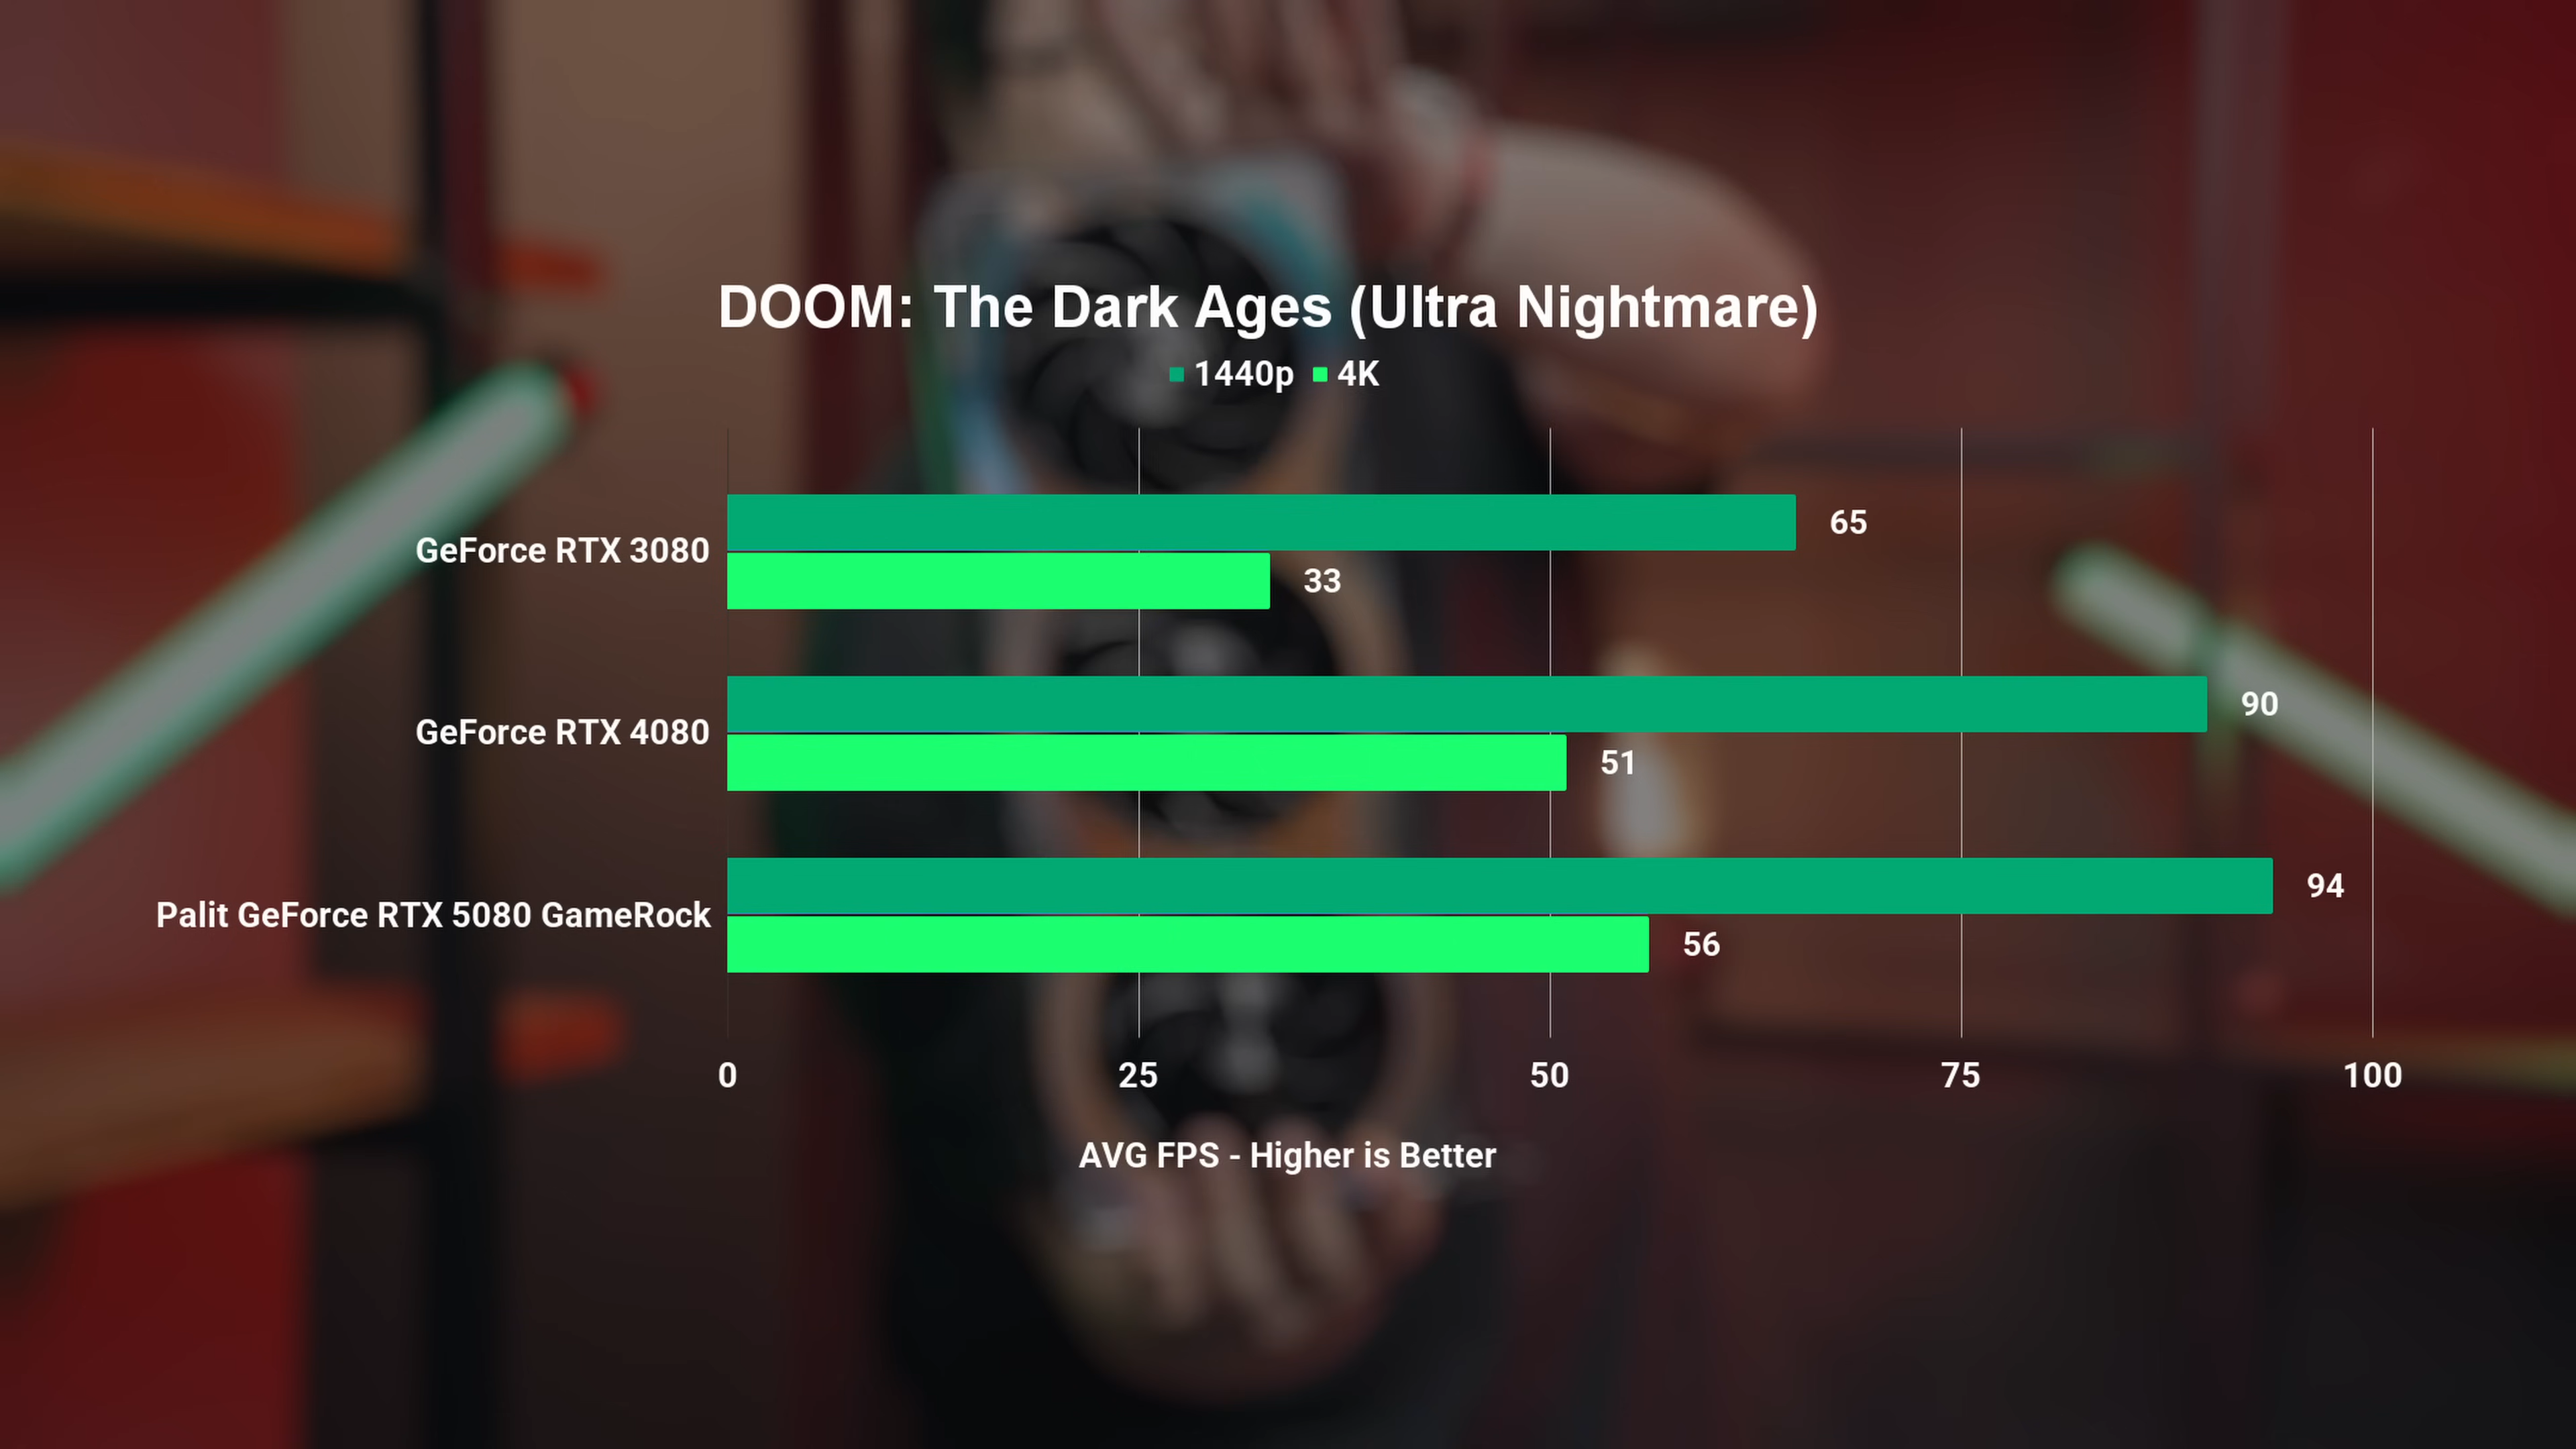 DOOM: The Dark Ages (Ultra Nightmare)
1440p 4K
GeForce RTX 3080 65
33
GeForce RTX 4080 90
51
Palit GeForce RTX 5080 GameRock 94
56
0 25 50 75 100
AVG FPS - Higher is Better